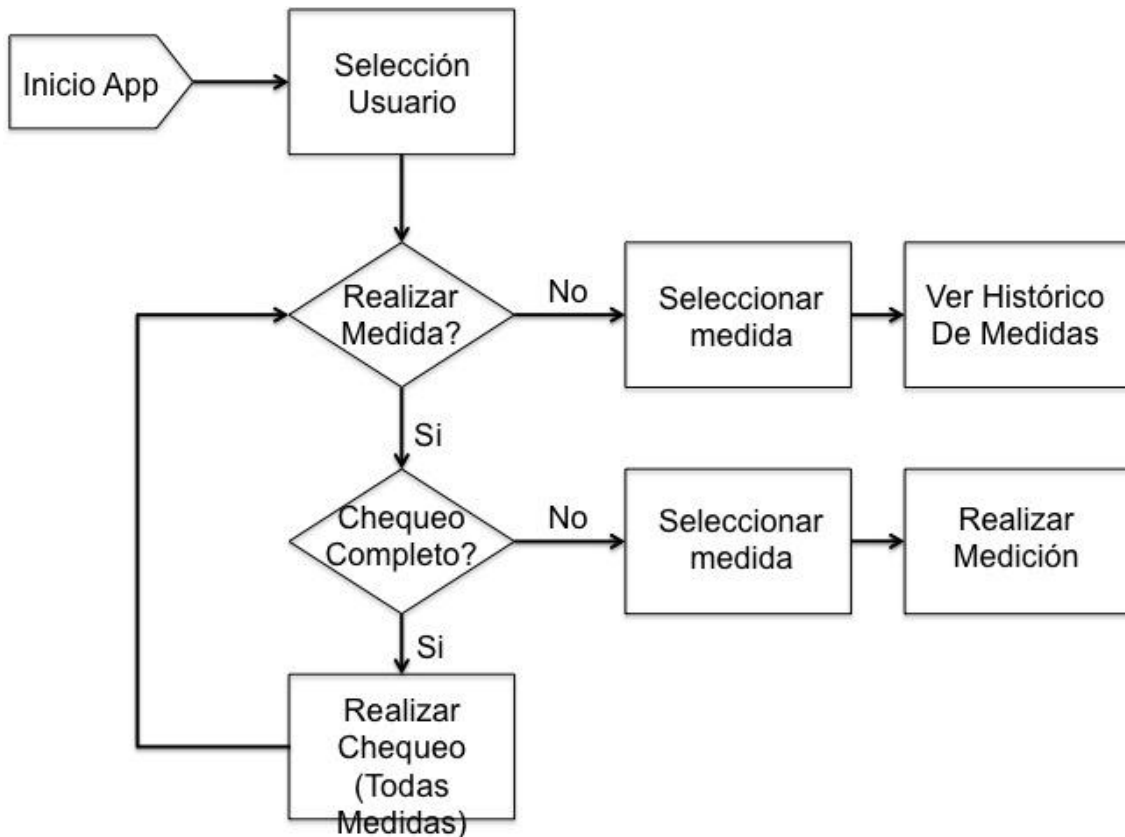 Inicio App
Selección
Usuario
Realizar
Medida?
No
Seleccionar
medida
Ver Histórico
De Medidas
Si
Chequeo
Completo?
No
Seleccionar
medida
Realizar
Medición
Si
Realizar
Chequeo
(Todas
Medidas)